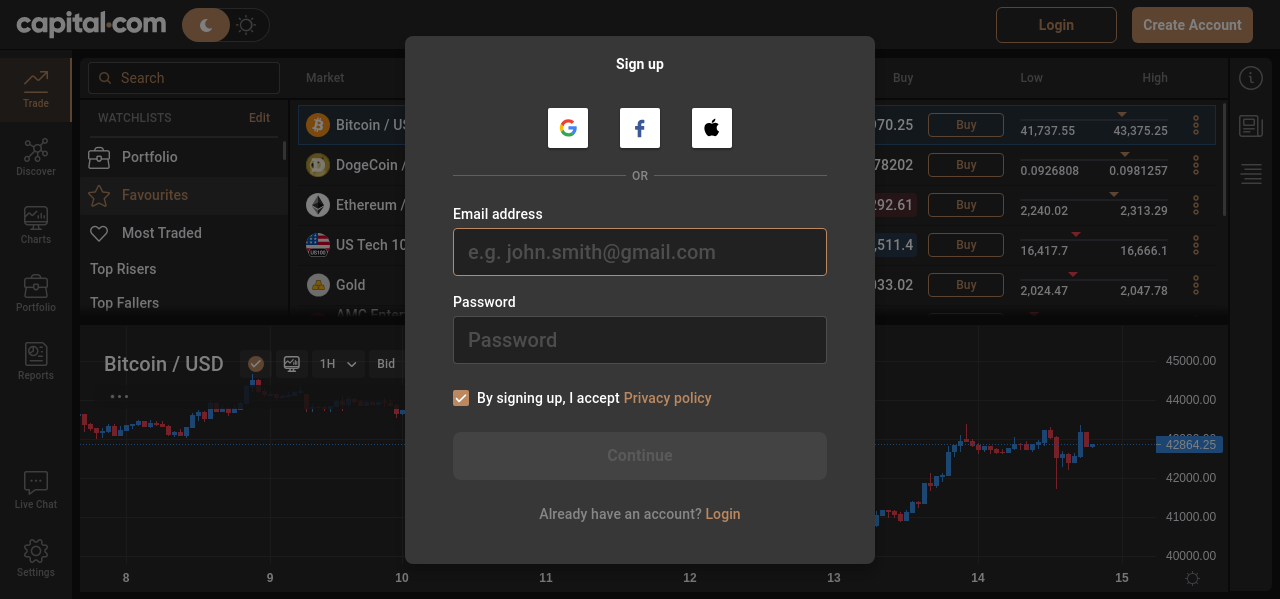 capital.com
Login
Create Account
Sign up
Trade
Discover
Charts
Portfolio
Reports
Live Chat
Settings
Search
WATCHLISTS
Edit
Portfolio
Favourites
Most Traded
Top Risers
Top Fallers
Market
Buy
Low
High
Bitcoin /
70.25
Buy
41,737.55
43,375.25
DogeCoin /
78202
Buy
0.0926808
0.0981257
Ethereum /
292.61
Buy
2,240.02
2,313.29
US Tech 10
,511.4
Buy
16,417.7
16,666.1
Gold
033.02
Buy
2,024.47
2,047.78
OR
Email address
e.g. john.smith@gmail.com
Password
Password
By signing up, I accept Privacy policy
Continue
Already have an account? Login
Bitcoin / USD
1H
Bid
45000.00
44000.00
42864.25
42000.00
41000.00
40000.00
8 9 10 11 12 13 14 15